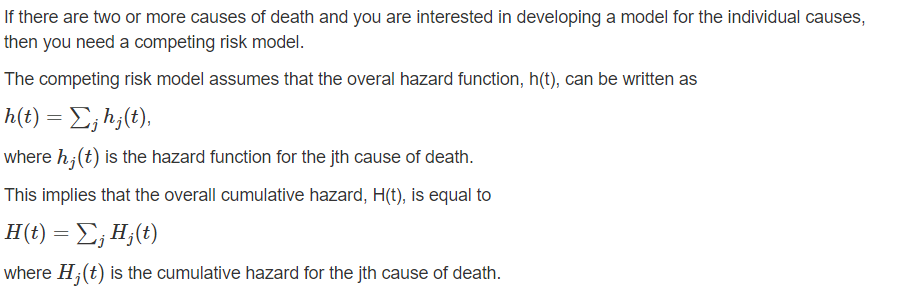 If there are two or more causes of death and you are interested in developing a model for the individual causes,
then you need a competing risk model.
The competing risk model assumes that the overal hazard function, h(t), can be written as
h(t) = ∑_j h_j(t),
where h_j(t) is the hazard function for the jth cause of death.
This implies that the overall cumulative hazard, H(t), is equal to
H(t) = ∑_j H_j(t)
where H_j(t) is the cumulative hazard for the jth cause of death.